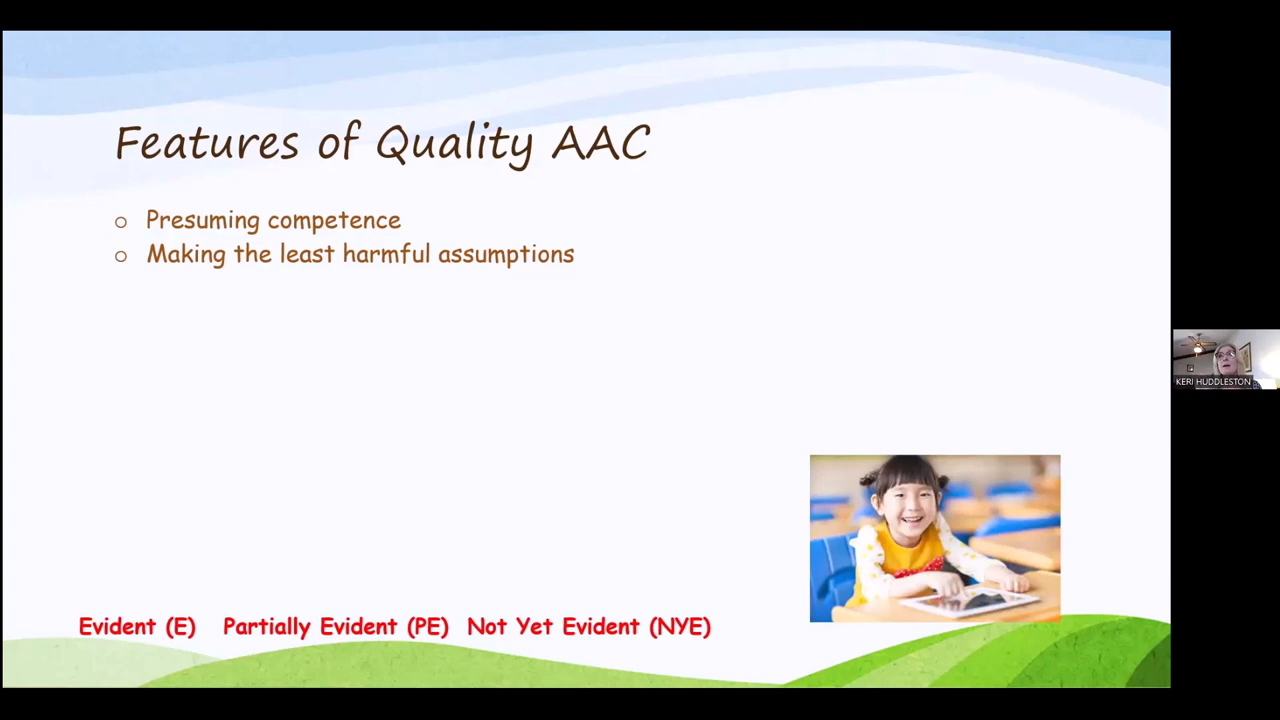 Features of Quality AAC
o Presuming competence
o Making the least harmful assumptions
Evident (E) Partially Evident (PE) Not Yet Evident (NYE)
KERI HUDDLESTON